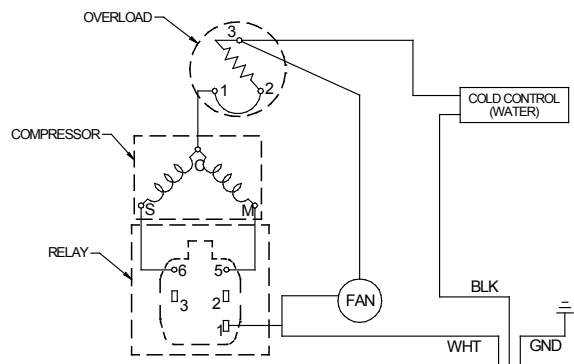 OVERLOAD
3
1
2
COLD CONTROL
(WATER)
COMPRESSOR
C
S
M
RELAY
6
5
3
2
1
FAN
BLK
WHT
GND